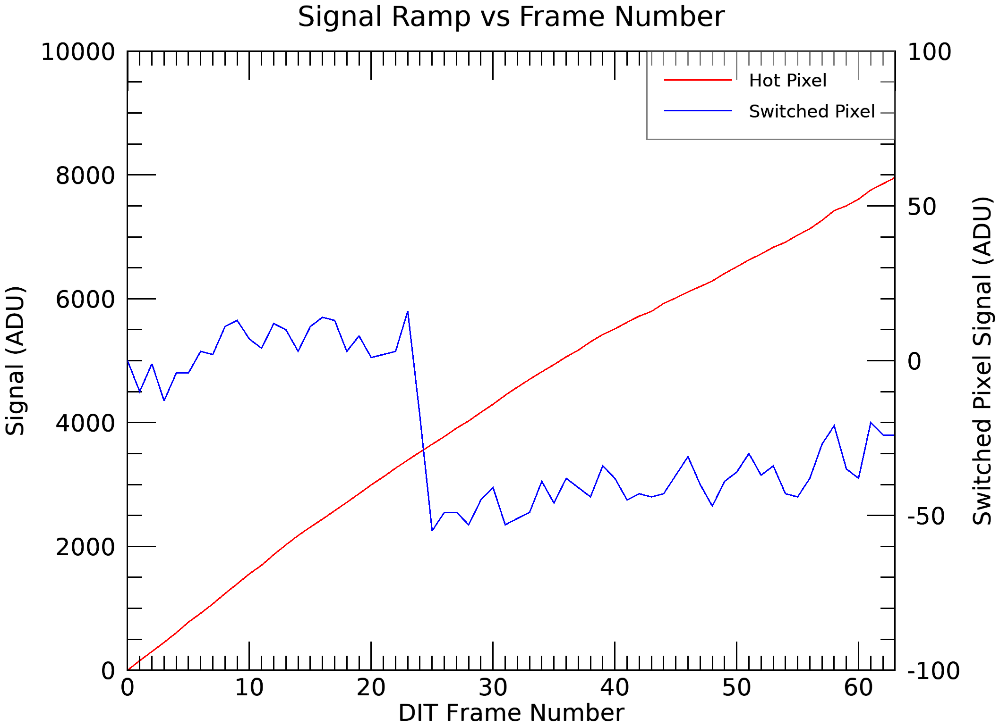 Signal Ramp vs Frame Number
10000
8000
6000
4000
2000
0
Signal (ADU)
100
50
0
-50
-100
Switched Pixel Signal (ADU)
Hot Pixel
Switched Pixel
0 10 20 30 40 50 60
DIT Frame Number